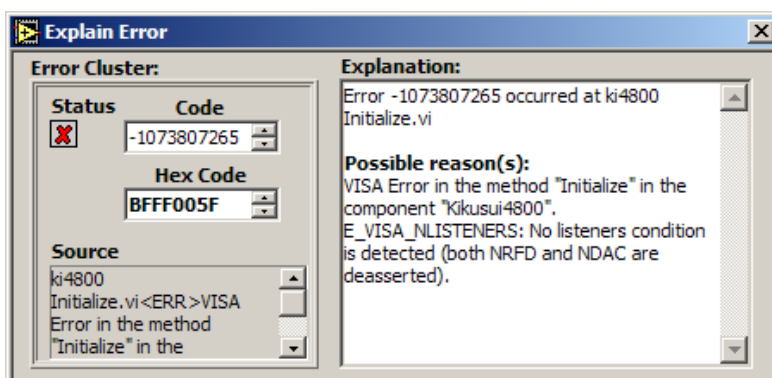 Explain Error
Error Cluster:
Status
Code
-1073807265
Hex Code
BFFF005F
Source
ki4800
Initialize.vi<ERR>VISA
Error in the method
"Initialize" in the
Explanation:
Error -1073807265 occurred at ki4800
Initialize.vi
Possible reason(s):
VISA Error in the method "Initialize" in the
component "Kikusui4800".
E_VISA_NLISTENERS: No listeners condition
is detected (both NRFD and NDAC are
deasserted).